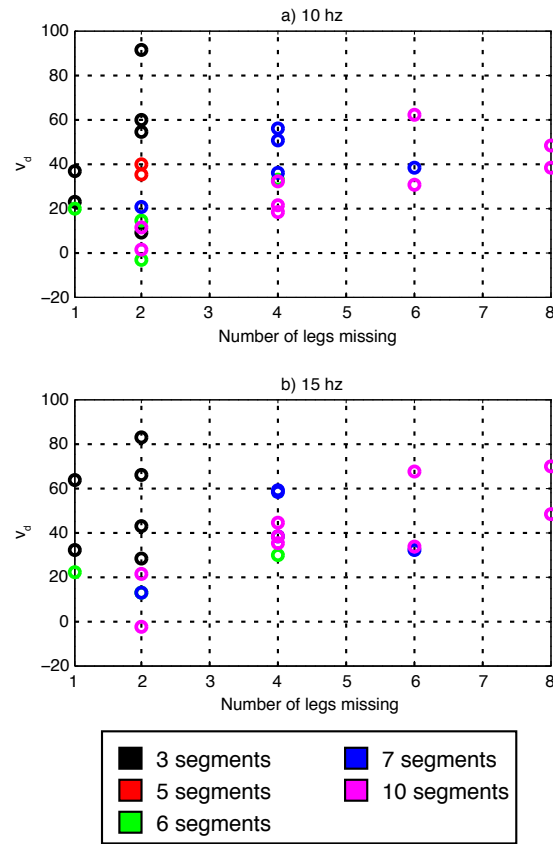 a) 10 hz
100
80
60
40
20
0
−20
v_d
1 2 3 4 5 6 7 8
Number of legs missing
b) 15 hz
100
80
60
40
20
0
−20
v_d
1 2 3 4 5 6 7 8
Number of legs missing
3 segments 7 segments
5 segments 10 segments
6 segments